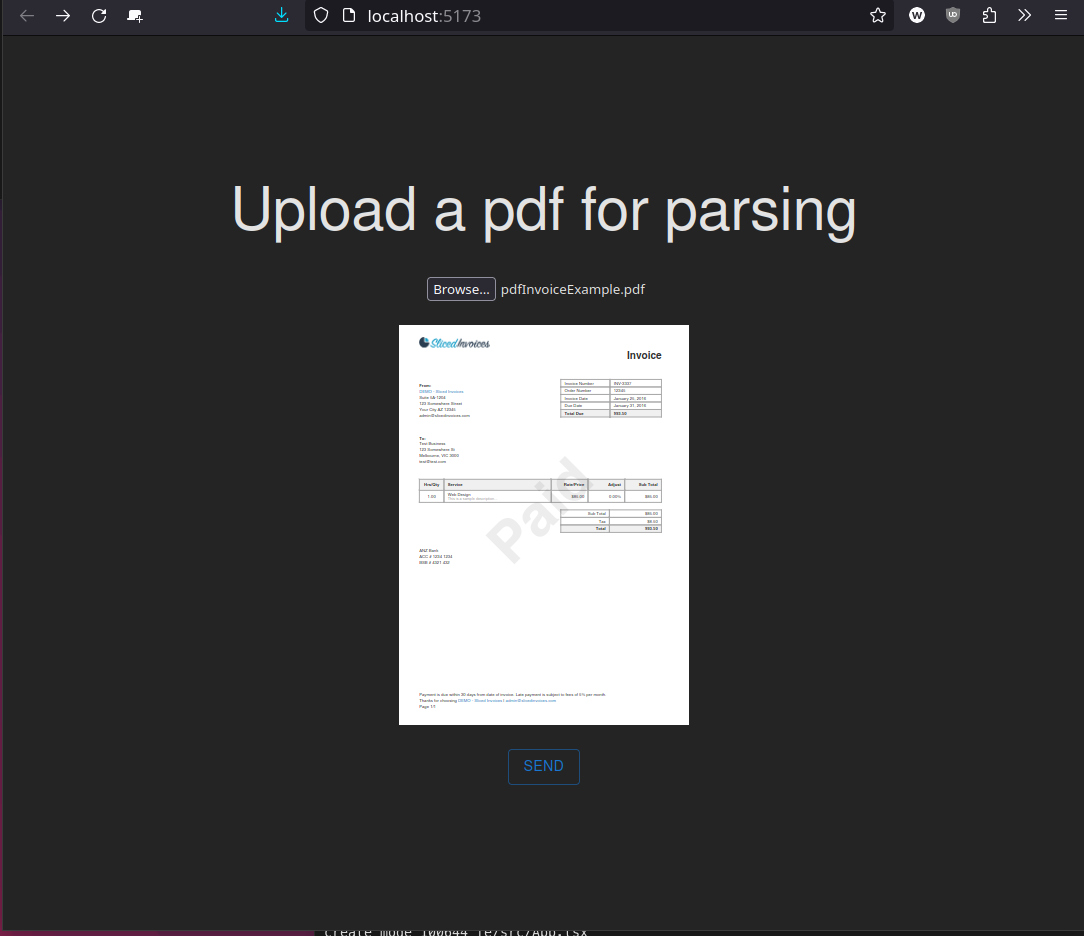 localhost:5173
Upload a pdf for parsing
Browse... pdfInvoiceExample.pdf
SlicedInvoices
Invoice
From:
DEMO - Sliced Invoices
Suite 5A-1204
123 Somewhere Street
Your City AZ 12345
admin@slicedinvoices.com
Invoice Number INV-3337
Order Number 12345
Invoice Date January 25, 2016
Due Date January 31, 2016
Total Due $93.50
To:
Test Business
123 Somewhere St
Melbourne, VIC 3000
test@test.com
Hrs/Qty Service Rate/Price Adjust Sub Total
1.00 Web Design $85.00 0.00% $85.00
This is a sample description...
Paid
Sub Total $85.00
Tax $8.50
Total $93.50
ANZ Bank
ACC # 1234 1234
BSB # 4321 432
Payment is due within 30 days from date of invoice. Late payment is subject to fees of 5% per month.
Thanks for choosing DEMO - Sliced Invoices | admin@slicedinvoices.com
Page 1/1
SEND
create mode 100644 fe/src/App.tsx